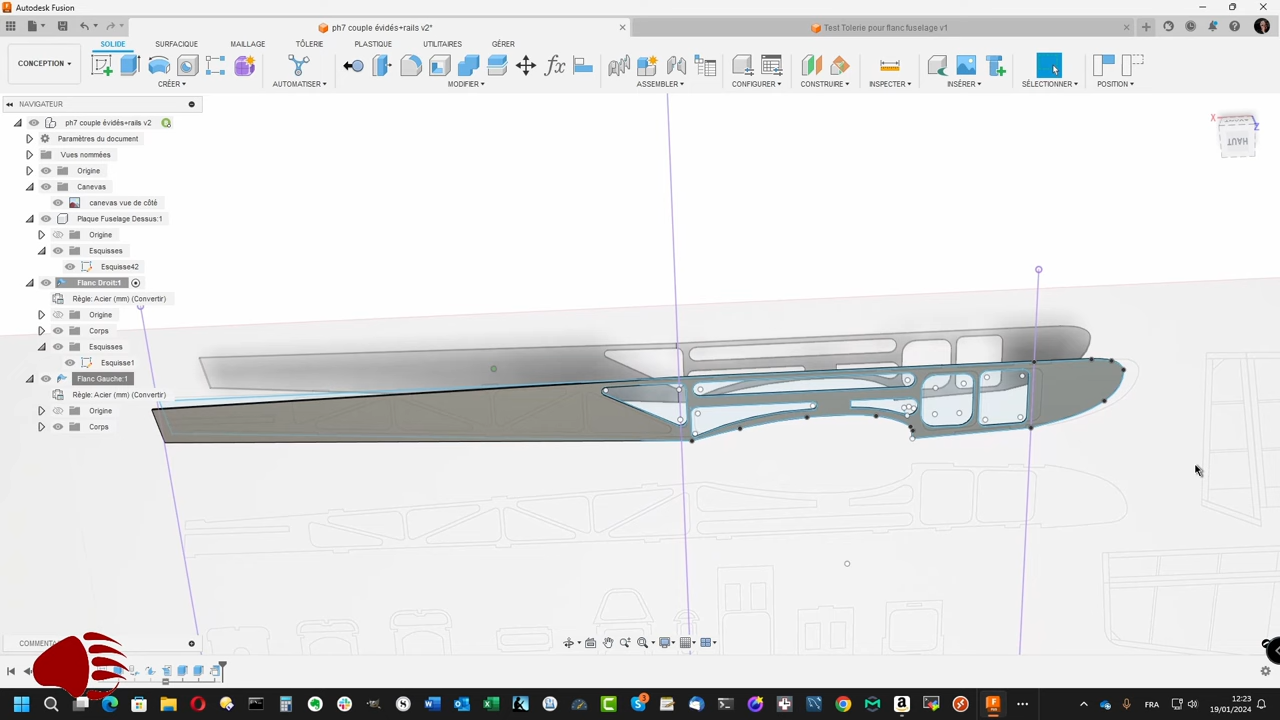 Autodesk Fusion
ph7 couple évidés+rails v2*
Test Tolerie pour flanc fuselage v1
CONCEPTION
SOLIDE
SURFACIQUE
MAILLAGE
TÔLERIE
PLASTIQUE
UTILITAIRES
GÉRER
CRÉER
AUTOMATISER
MODIFIER
ASSEMBLER
CONFIGURER
CONSTRUIRE
INSPECTER
INSÉRER
SÉLECTIONNER
POSITION
NAVIGATEUR
ph7 couple évidés+rails v2
Paramètres du document
Vues nommées
Origine
Canevas
canevas vue de côté
Plaque Fuselage Dessus:1
Origine
Esquisses
Esquisse42
Flanc Droit:1
Règle: Acier (mm) (Convertir)
Origine
Corps
Esquisses
Esquisse1
Flanc Gauche:1
Règle: Acier (mm) (Convertir)
Origine
Corps
X
Z
HAUT
COMMENTA
3
FRA
12:23
19/01/2024